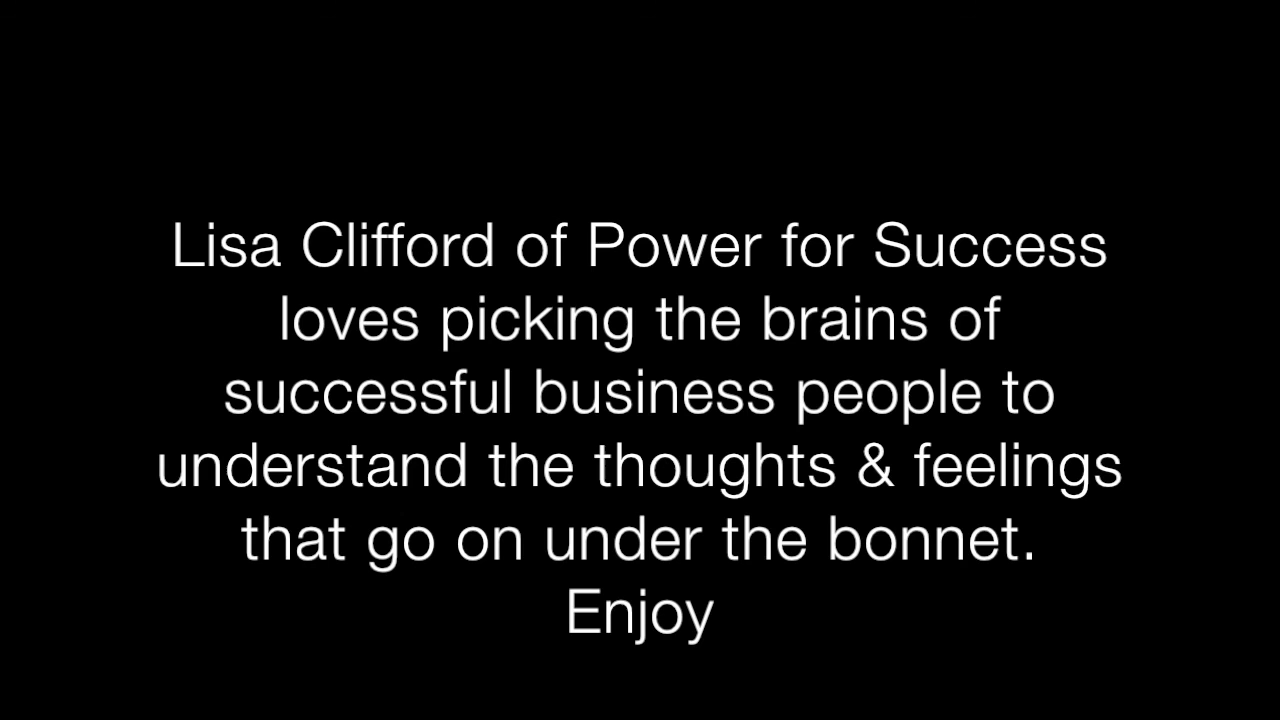 Lisa Clifford of Power for Success
loves picking the brains of
successful business people to
understand the thoughts & feelings
that go on under the bonnet.
Enjoy